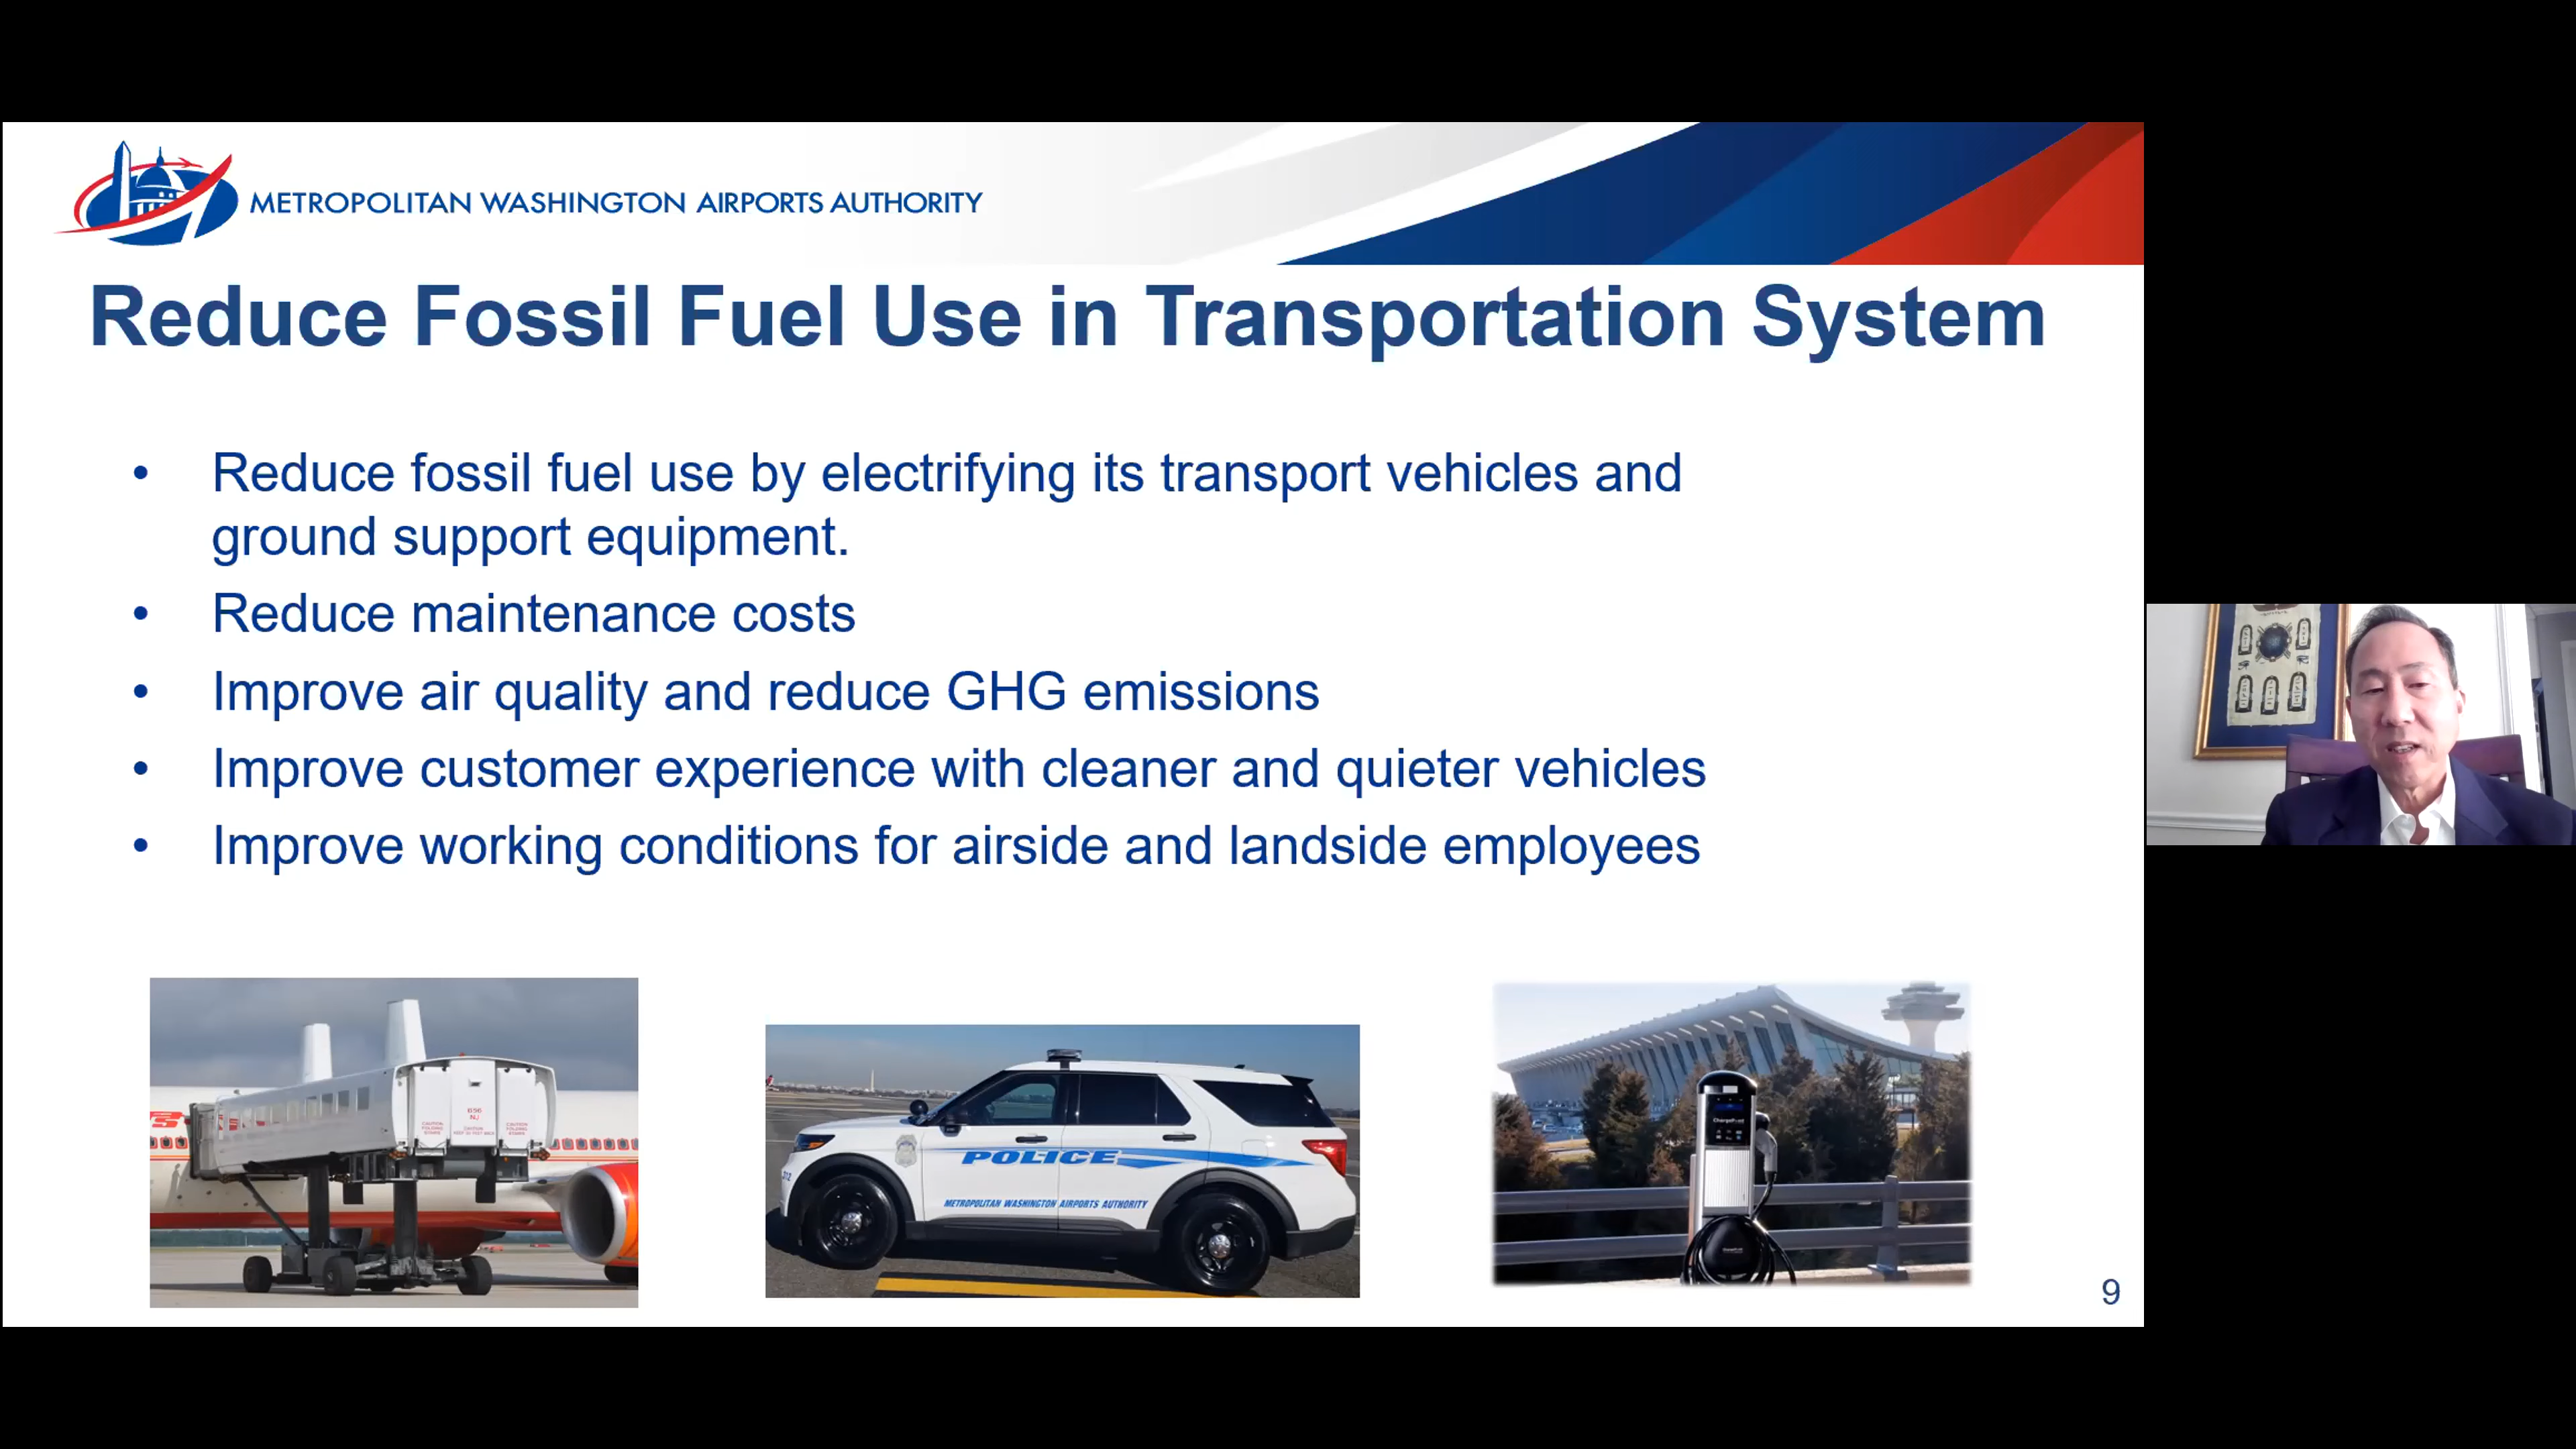 METROPOLITAN WASHINGTON AIRPORTS AUTHORITY
Reduce Fossil Fuel Use in Transportation System
• Reduce fossil fuel use by electrifying its transport vehicles and
ground support equipment.
• Reduce maintenance costs
• Improve air quality and reduce GHG emissions
• Improve customer experience with cleaner and quieter vehicles
• Improve working conditions for airside and landside employees
POLICE
METROPOLITAN WASHINGTON AIRPORTS AUTHORITY
9